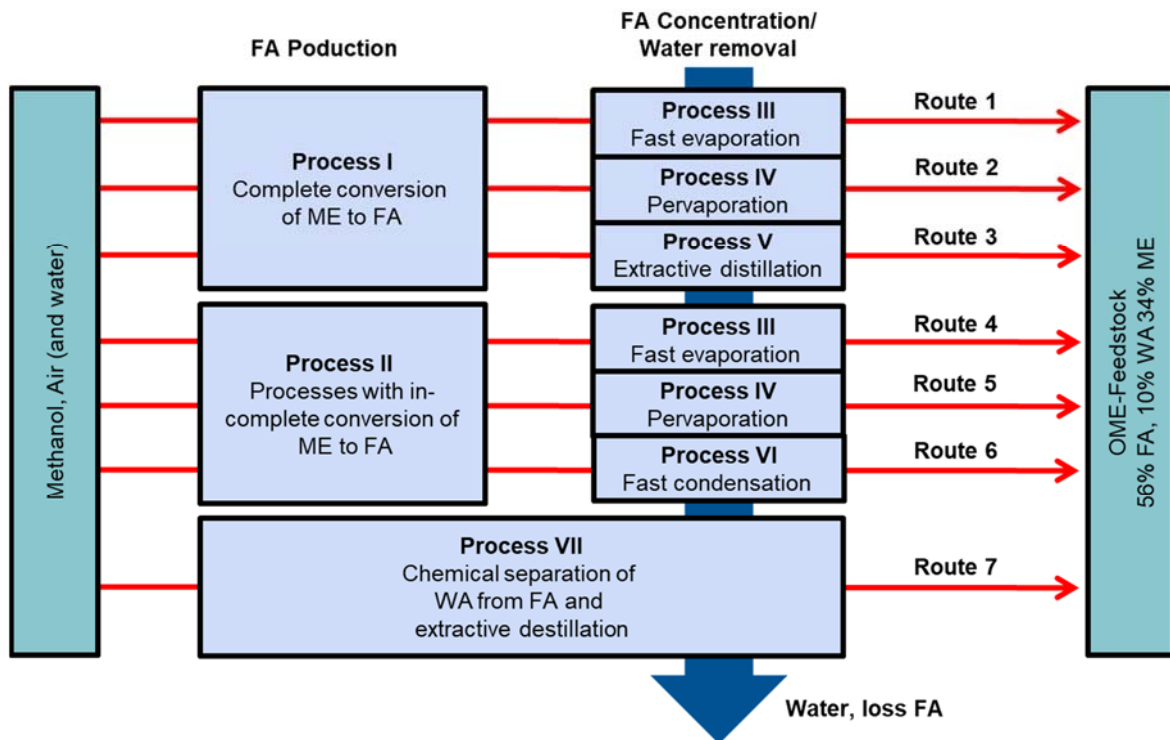 FA Poduction
FA Concentration/
Water removal
Methanol, Air (and water)
Process I
Complete conversion
of ME to FA
Process III
Fast evaporation
Route 1
Process IV
Pervaporation
Route 2
Process V
Extractive distillation
Route 3
Process II
Processes with in-
complete conversion of
ME to FA
Process III
Fast evaporation
Route 4
Process IV
Pervaporation
Route 5
Process VI
Fast condensation
Route 6
Process VII
Chemical separation of
WA from FA and
extractive destillation
Route 7
OME-Feedstock
56% FA, 10% WA 34% ME
Water, loss FA